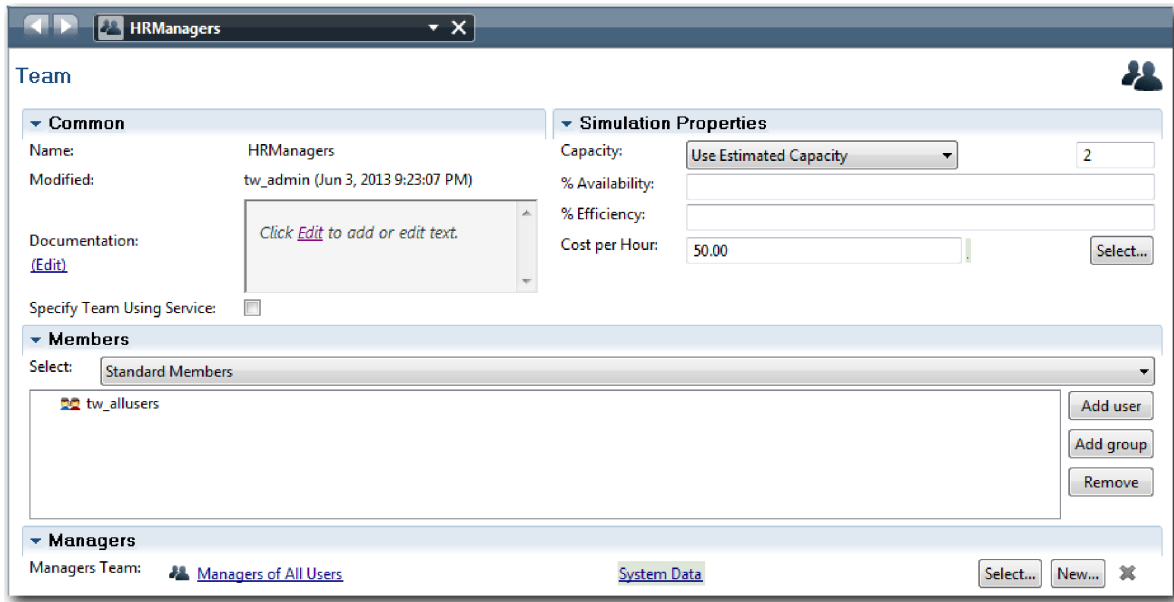 HRManagers
Team
Common
Name: HRManagers
Modified: tw_admin (Jun 3, 2013 9:23:07 PM)
Documentation:
(Edit)
Click Edit to add or edit text.
Specify Team Using Service:
Simulation Properties
Capacity: Use Estimated Capacity 2
% Availability:
% Efficiency:
Cost per Hour: 50.00 . Select...
Members
Select: Standard Members
tw_allusers
Add user
Add group
Remove
Managers
Managers Team: Managers of All Users System Data Select... New...